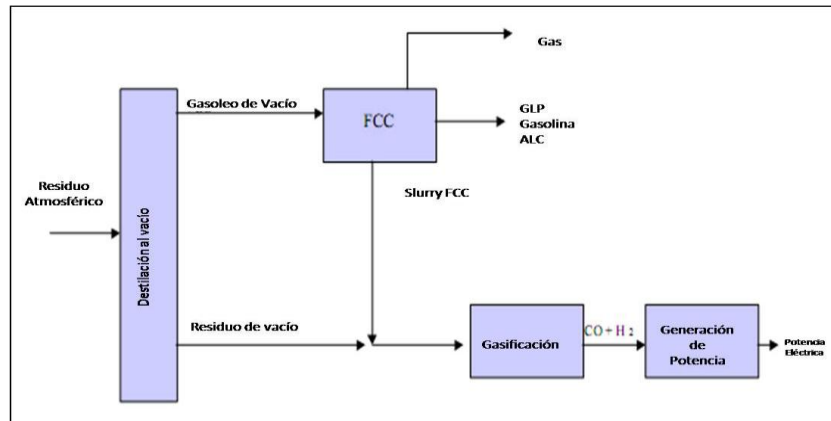 Gas
Gasoleo de Vacío
FCC
GLP
Gasolina
ALC
Residuo
Atmosférico
Slurry FCC
Destilación al vacío
Residuo de vacío
Gasificación
CO + H 2
Generación
de
Potencia
Potencia
Eléctrica